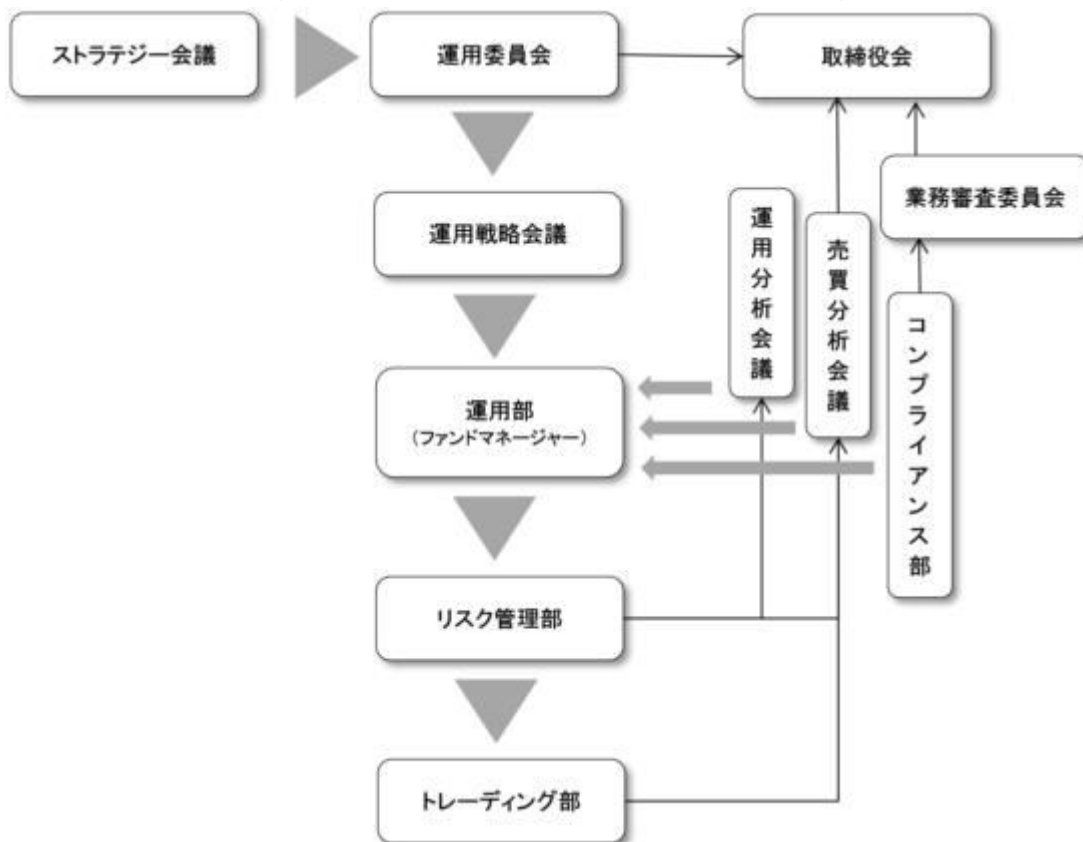 ストラテジー会議
運用委員会
取締役会
業務審査委員会
運用戦略会議
運用分析会議
売買分析会議
コンプライアンス部
運用部
(ファンドマネージャー)
リスク管理部
トレーディング部